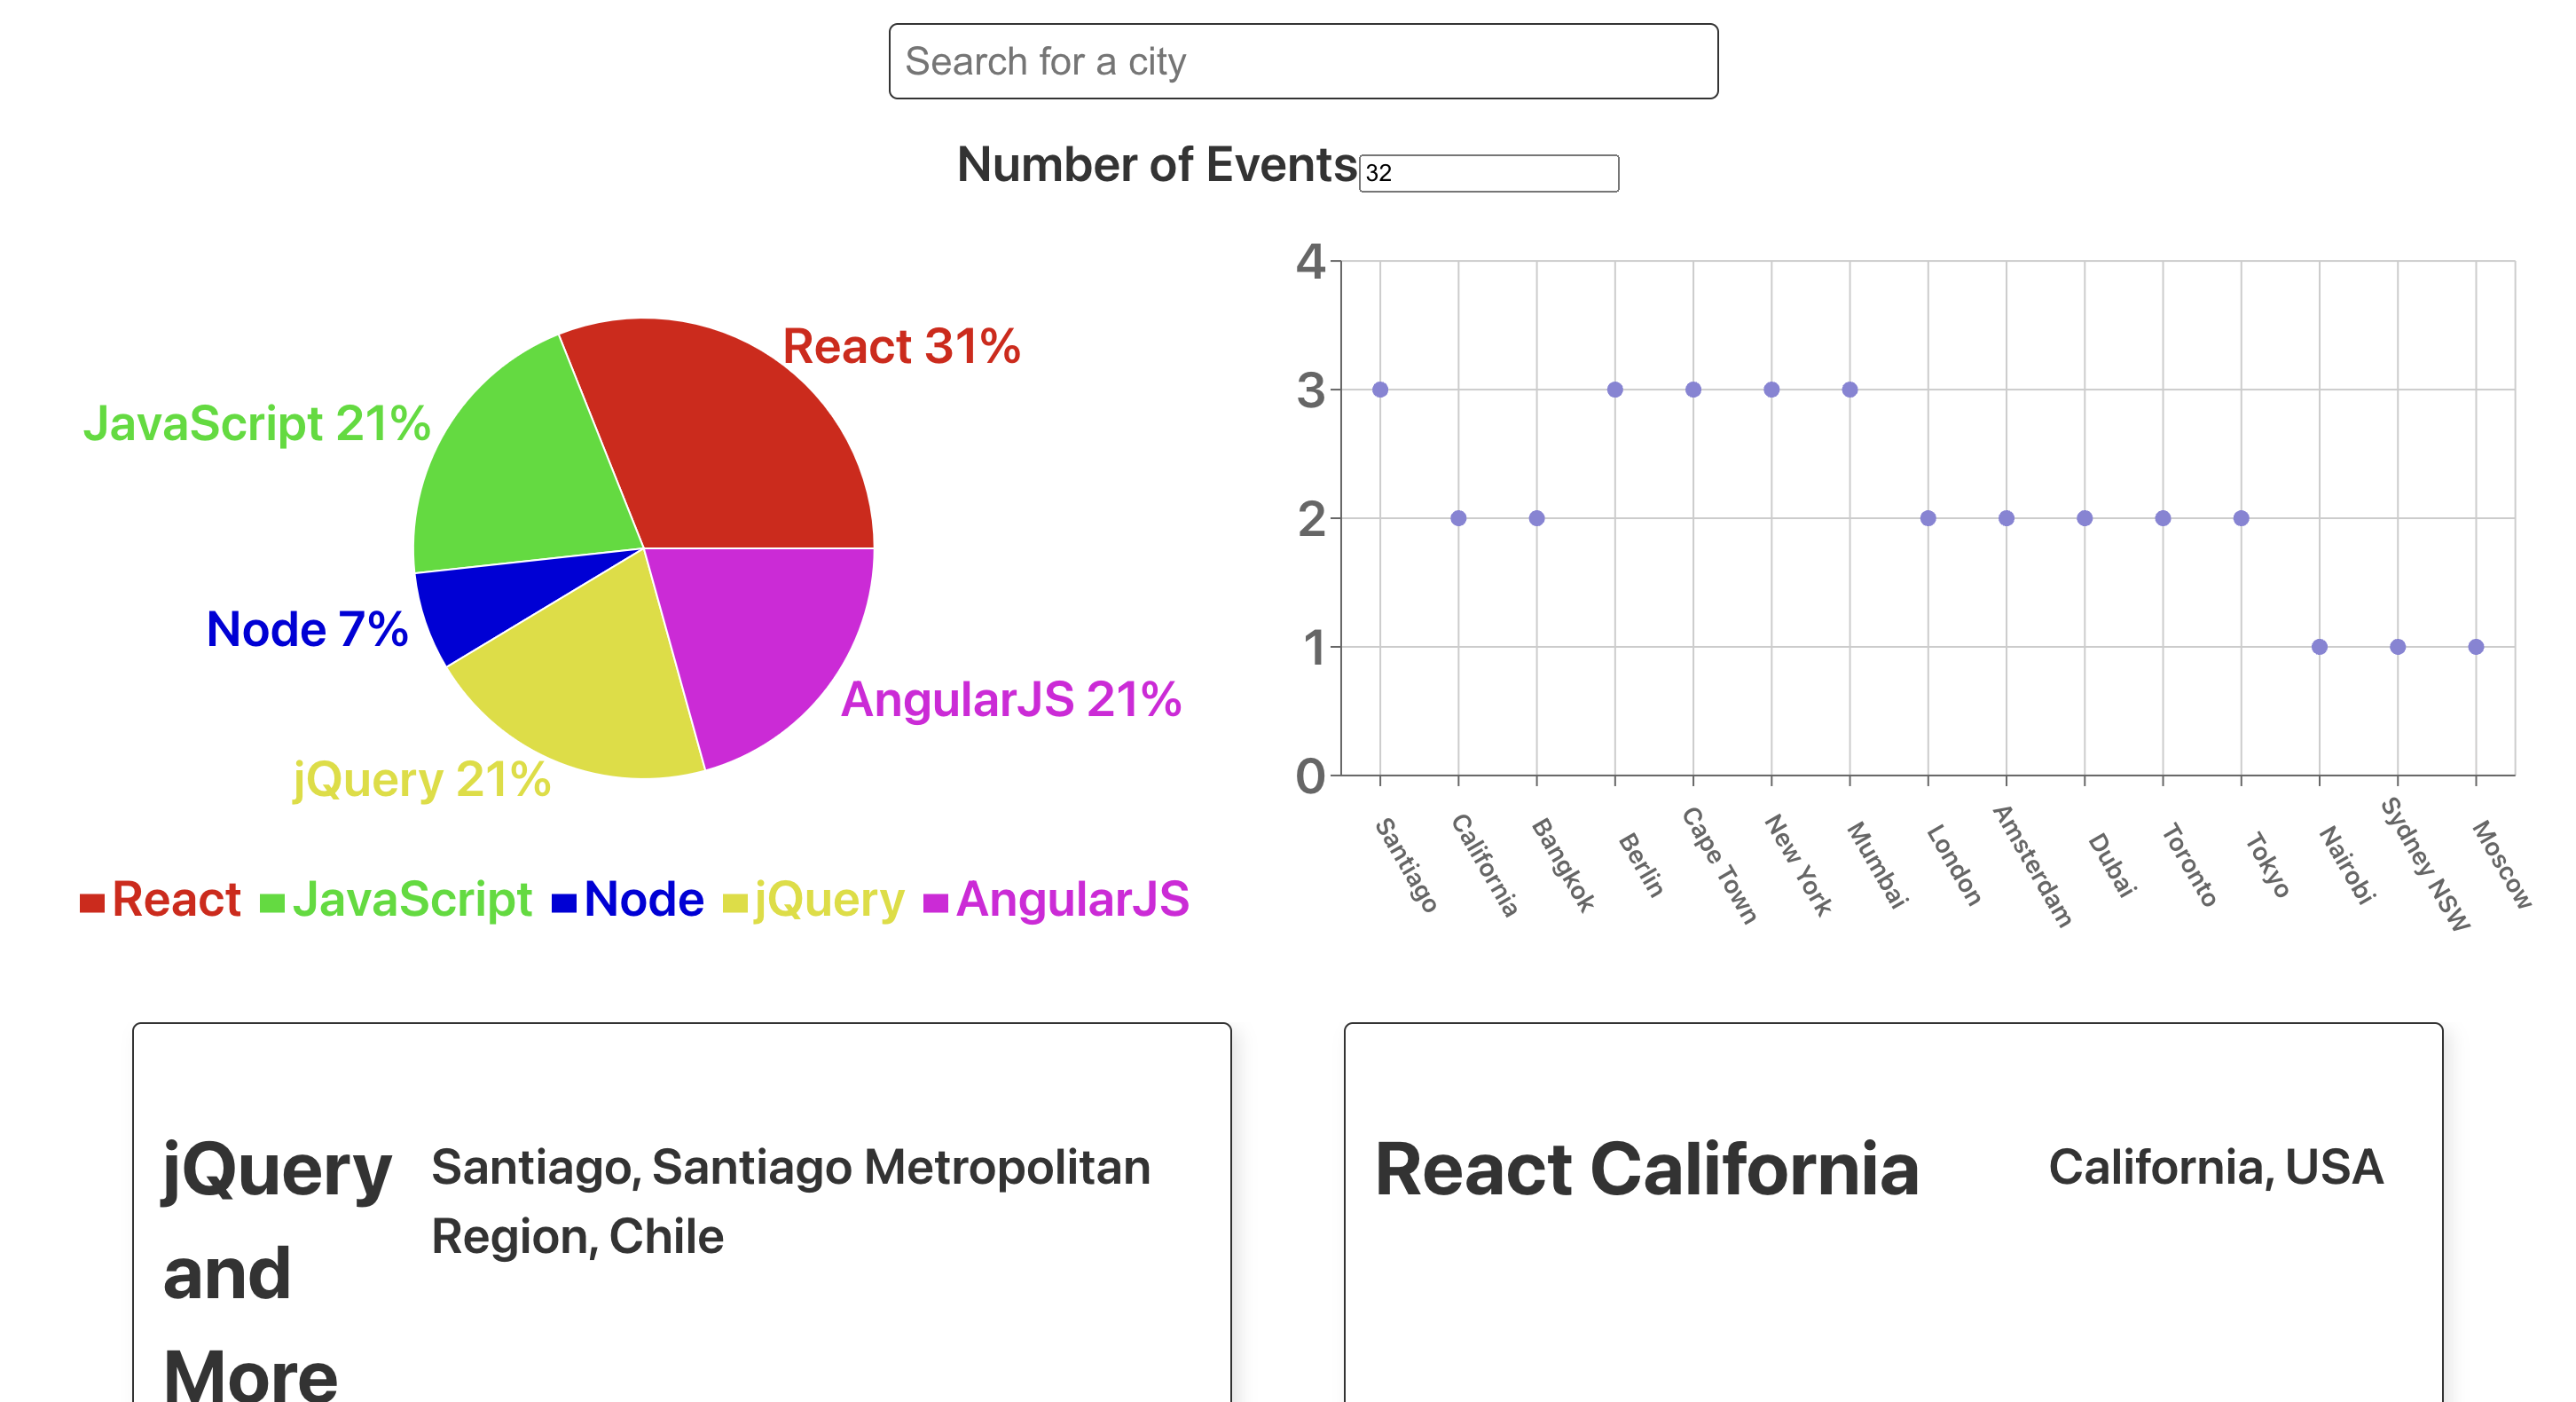 Search for a city
Number of Events 32
React 31%
JavaScript 21%
Node 7%
jQuery 21%
AngularJS 21%
React JavaScript Node jQuery AngularJS
4
3
2
1
0
Santiago
California
Bangkok
Berlin
Cape Town
New York
Mumbai
London
Amsterdam
Dubai
Toronto
Tokyo
Nairobi
Sydney NSW
Moscow
jQuery
and
More
Santiago, Santiago Metropolitan
Region, Chile
React California
California, USA